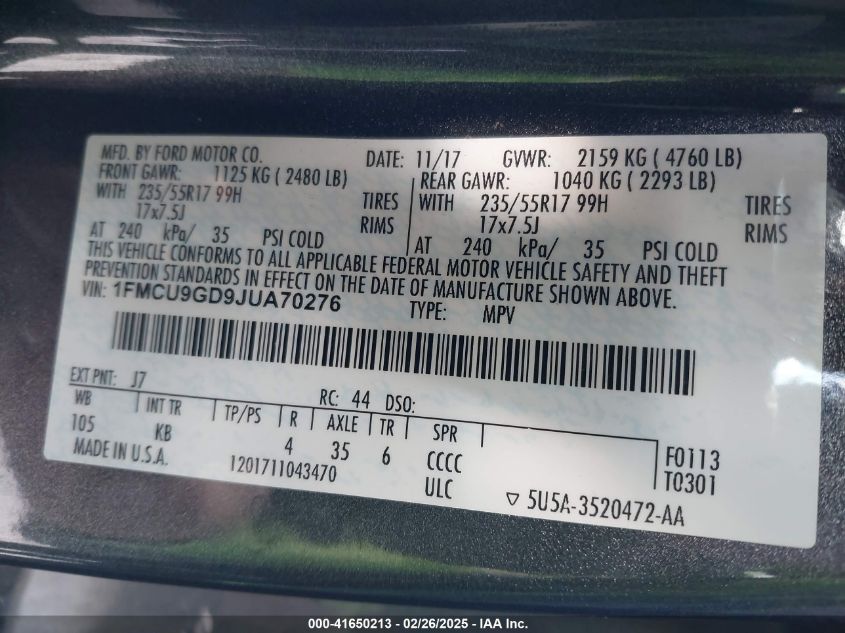 MFD. BY FORD MOTOR CO. DATE: 11/17 GVWR: 2159 KG ( 4760 LB)
FRONT GAWR: 1125 KG ( 2480 LB) REAR GAWR: 1040 KG ( 2293 LB)
WITH 235/55R17 99H TIRES WITH 235/55R17 99H TIRES
17x7.5J RIMS 17x7.5J RIMS
AT 240 kPa/ 35 PSI COLD AT 240 kPa/ 35 PSI COLD
THIS VEHICLE CONFORMS TO ALL APPLICABLE FEDERAL MOTOR VEHICLE SAFETY AND THEFT
PREVENTION STANDARDS IN EFFECT ON THE DATE OF MANUFACTURE SHOWN ABOVE.
VIN: 1FMCU9GD9JUA70276 TYPE: MPV
EXT PNT: J7 RC: 44 DSO:
WB INT TR TP/PS R AXLE TR SPR
105 KB 4 35 6 CCCC F0113
MADE IN U.S.A. 1201711043470 ULC T0301
5U5A-3520472-AA
000-41650213 - 02/26/2025 - IAA Inc.